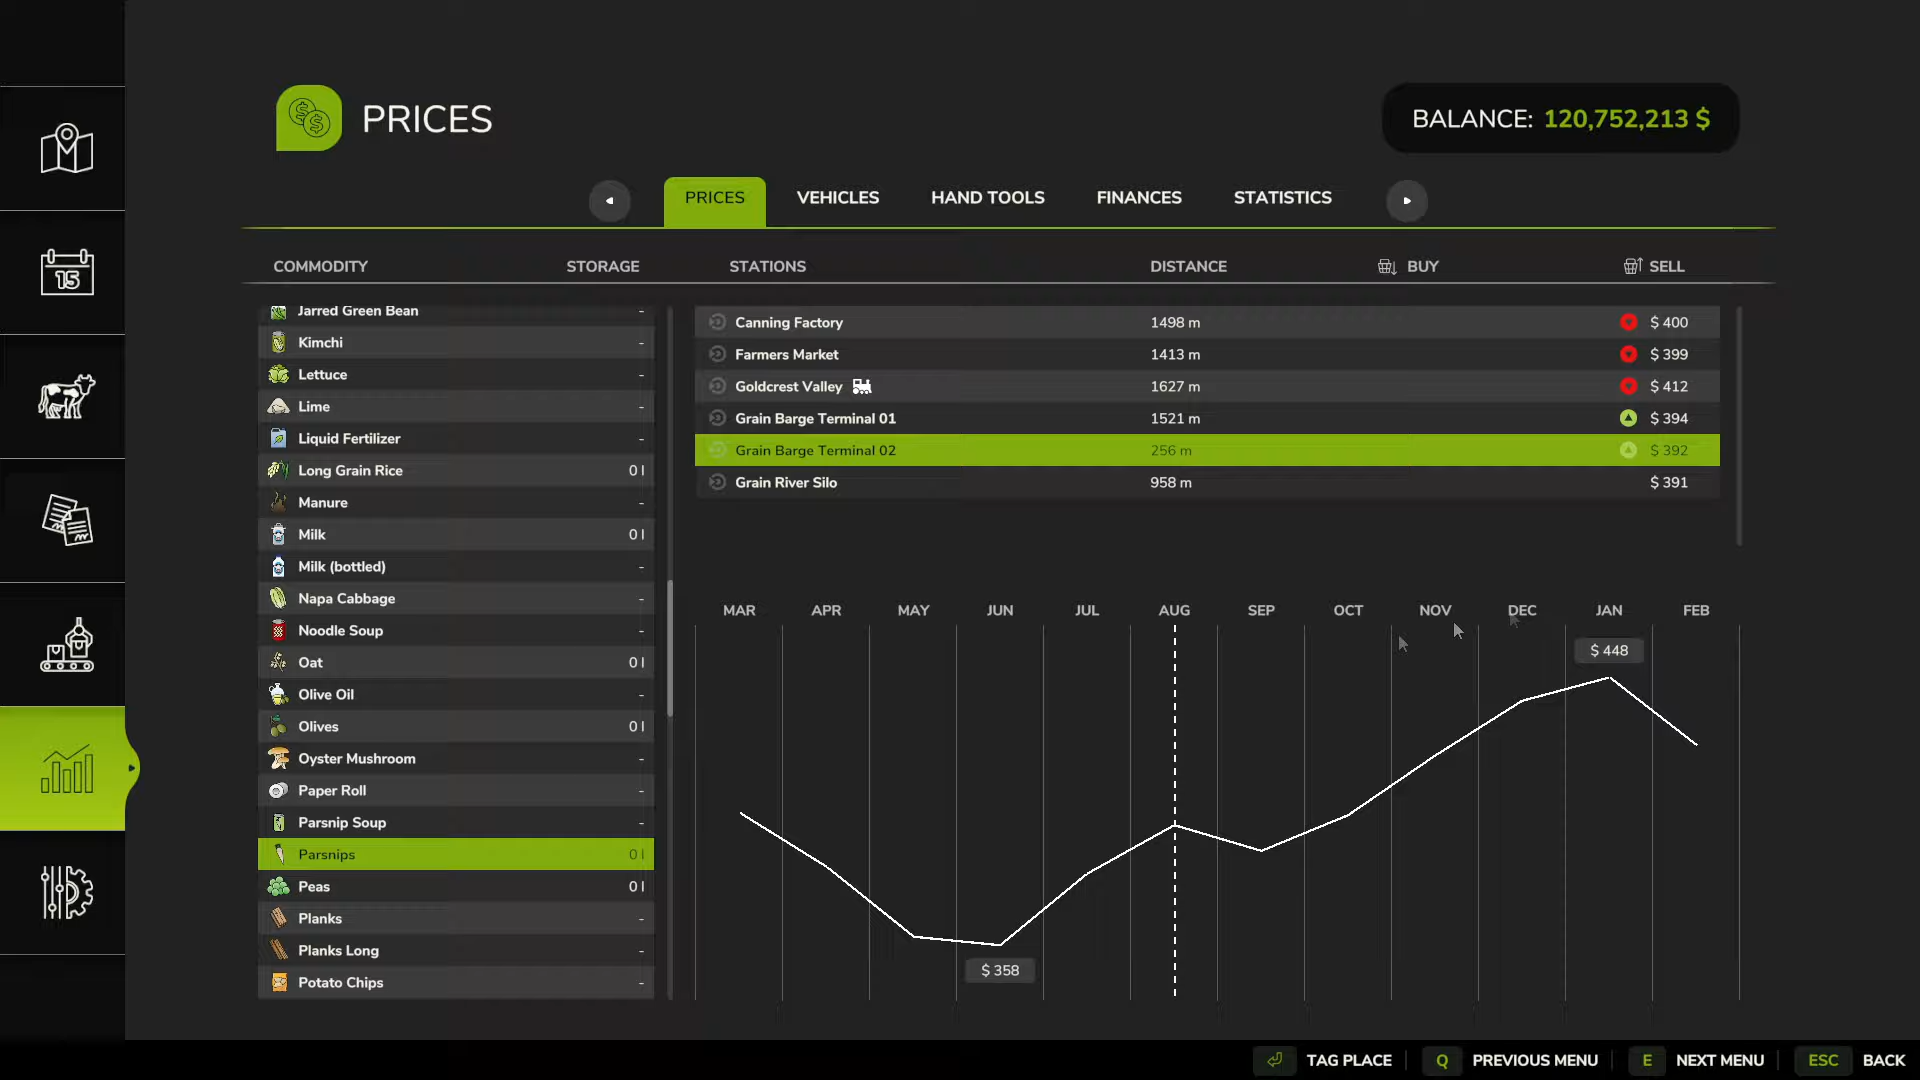 PRICES
BALANCE: 120,752,213 $
PRICES VEHICLES HAND TOOLS FINANCES STATISTICS
COMMODITY STORAGE STATIONS DISTANCE BUY SELL
Jarred Green Bean -
Kimchi -
Lettuce -
Lime -
Liquid Fertilizer -
Long Grain Rice 0 l
Manure -
Milk 0 l
Milk (bottled) -
Napa Cabbage -
Noodle Soup -
Oat 0 l
Olive Oil -
Olives 0 l
Oyster Mushroom -
Paper Roll -
Parsnip Soup -
Parsnips 0 l
Peas 0 l
Planks -
Planks Long -
Potato Chips -
Canning Factory 1498 m $ 400
Farmers Market 1413 m $ 399
Goldcrest Valley 1627 m $ 412
Grain Barge Terminal 01 1521 m $ 394
Grain Barge Terminal 02 256 m $ 392
Grain River Silo 958 m $ 391
MAR APR MAY JUN JUL AUG SEP OCT NOV DEC JAN FEB
$ 448
$ 358
15
TAG PLACE Q PREVIOUS MENU E NEXT MENU ESC BACK